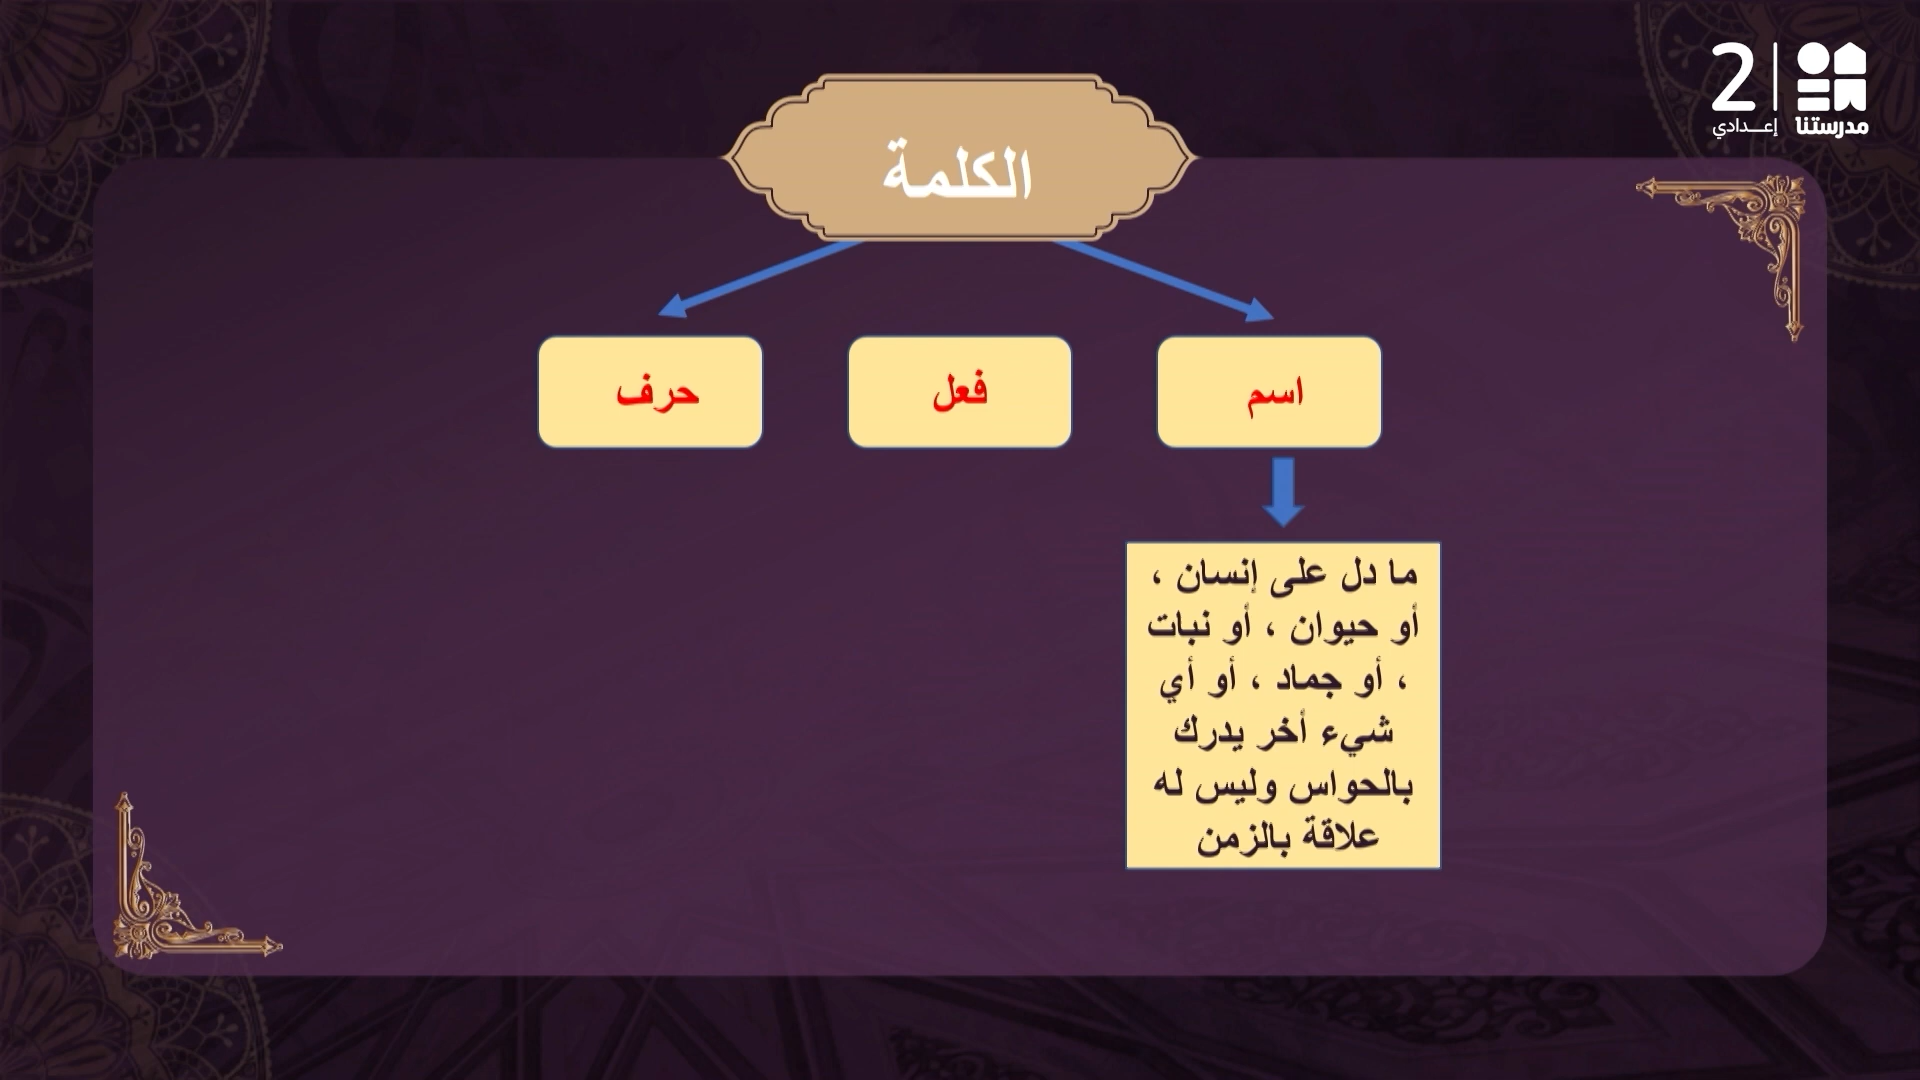 مدرستنا
2
إعدادي
الكلمة
اسم
فعل
حرف
ما دل على إنسان ،
أو حيوان ، أو نبات
، أو جماد ، أو أي
شيء أخر يدرك
بالحواس وليس له
علاقة بالزمن